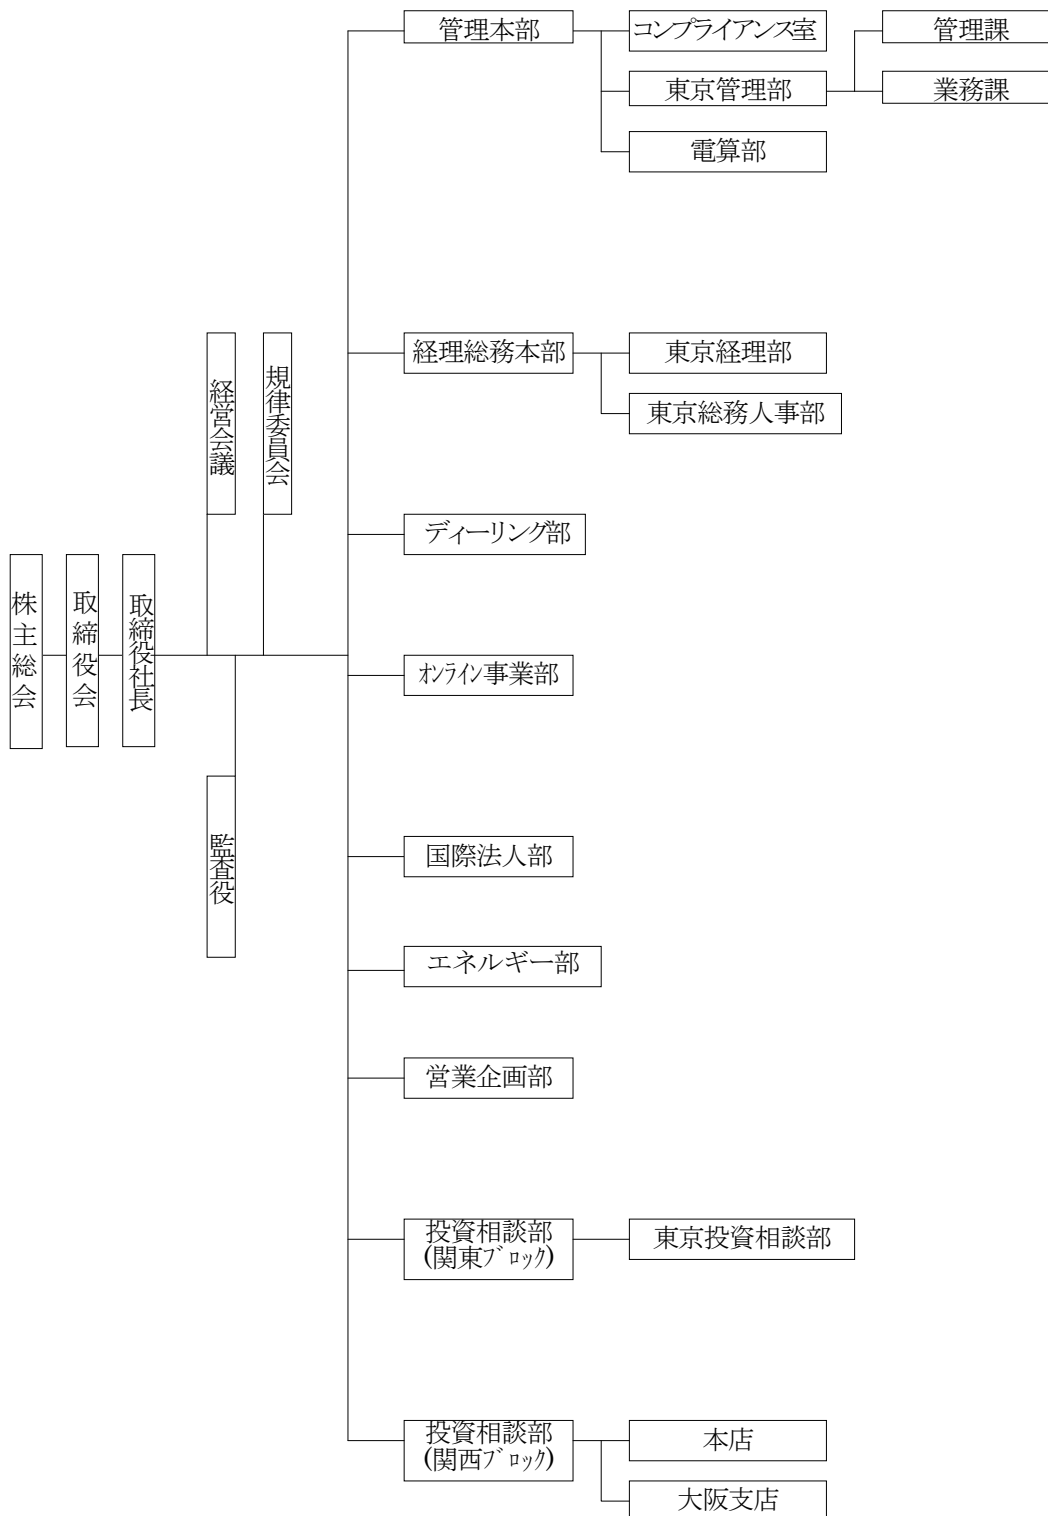 管理本部
コンプライアンス室
管理課
東京管理部
業務課
電算部
経営会議
規律委員会
経理総務本部
東京経理部
東京総務人事部
ディーリング部
株主総会
取締役会
取締役社長
オンライン事業部
監査役
国際法人部
エネルギー部
営業企画部
投資相談部
(関東ブロック)
東京投資相談部
投資相談部
(関西ブロック)
本店
大阪支店